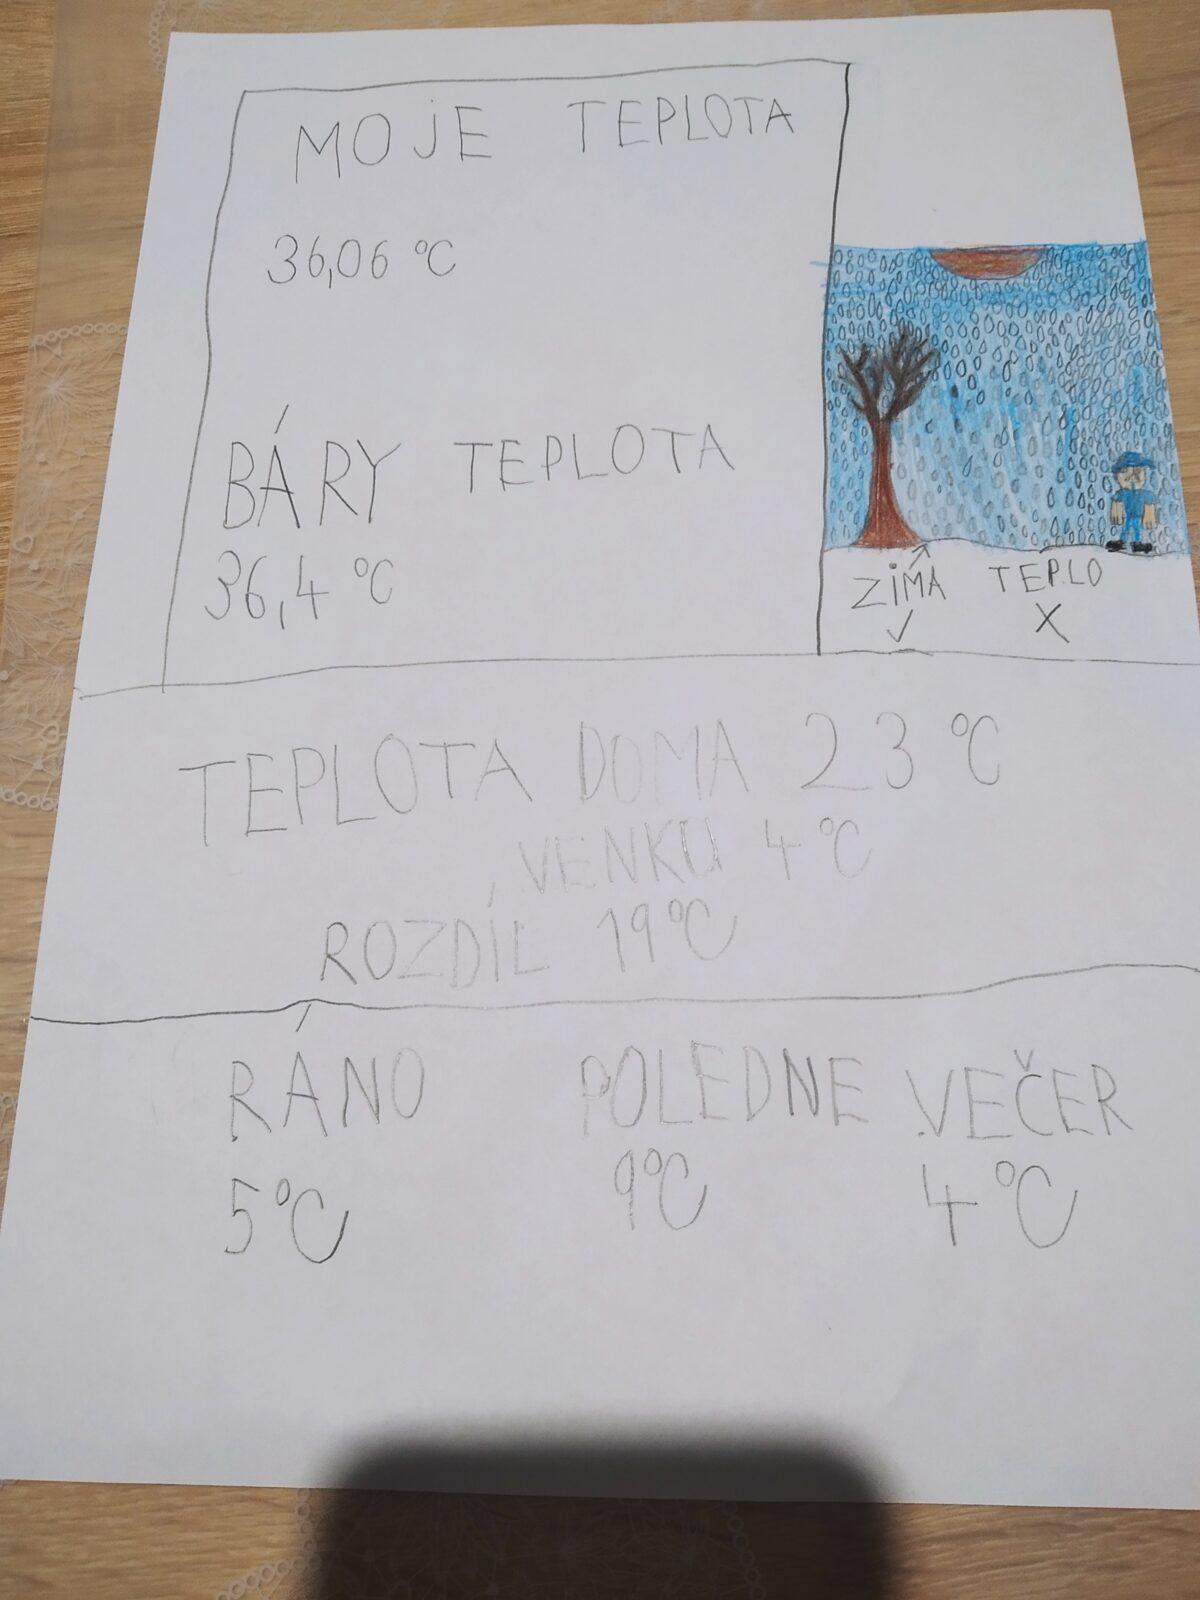 MOJE TEPLOTA
36,06 °C
BÁRY TEPLOTA
36,4 °C
ZIMA TEPLO
✓ X
TEPLOTA DOMA 23 °C
VENKU 4 °C
ROZDÍL 19 °C
RÁNO POLEDNE VEČER
5 °C 9 °C 4 °C